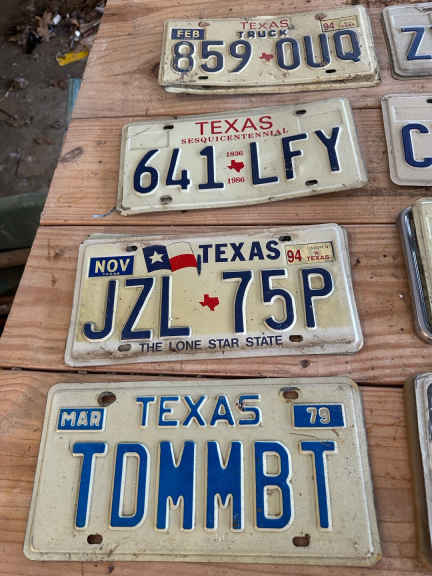 TEXAS
FEB TRUCK 94
859 OUQ
TEXAS
SESQUICENTENNIAL
1836
641 LFY
1986
NOV TEXAS 94 TEXAS
JZL 75P
THE LONE STAR STATE
MAR TEXAS 79
TDMMBT
Z
C